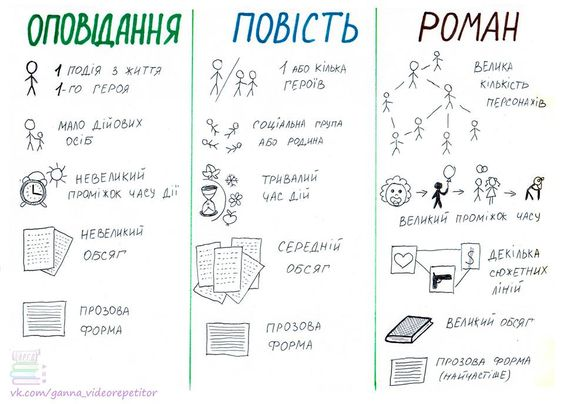 ОПОВІДАННЯ
1 ПОДІЯ З ЖИТТЯ
1-ГО ГЕРОЯ
МАЛО ДІЙОВИХ
ОСІБ
НЕВЕЛИКИЙ
ПРОМІЖОК ЧАСУ ДІЇ
НЕВЕЛИКИЙ
ОБСЯГ
ПРОЗОВА
ФОРМА
ПОВІСТЬ
1 АБО КІЛЬКА
ГЕРОЇВ
СОЦІАЛЬНА ГРУПА
АБО РОДИНА
ТРИВАЛИЙ
ЧАС ДІЙ
СЕРЕДНІЙ
ОБСЯГ
ПРОЗОВА
ФОРМА
РОМАН
ВЕЛИКА
КІЛЬКІСТЬ
ПЕРСОНАЖІВ
ВЕЛИКИЙ ПРОМІЖОК ЧАСУ
$
ДЕКІЛЬКА
СЮЖЕТНИХ
ЛІНІЙ
ВЕЛИКИЙ ОБСЯГ
ПРОЗОВА ФОРМА
(НАЙЧАСТІШЕ)
vk.com/ganna_videorepetitor